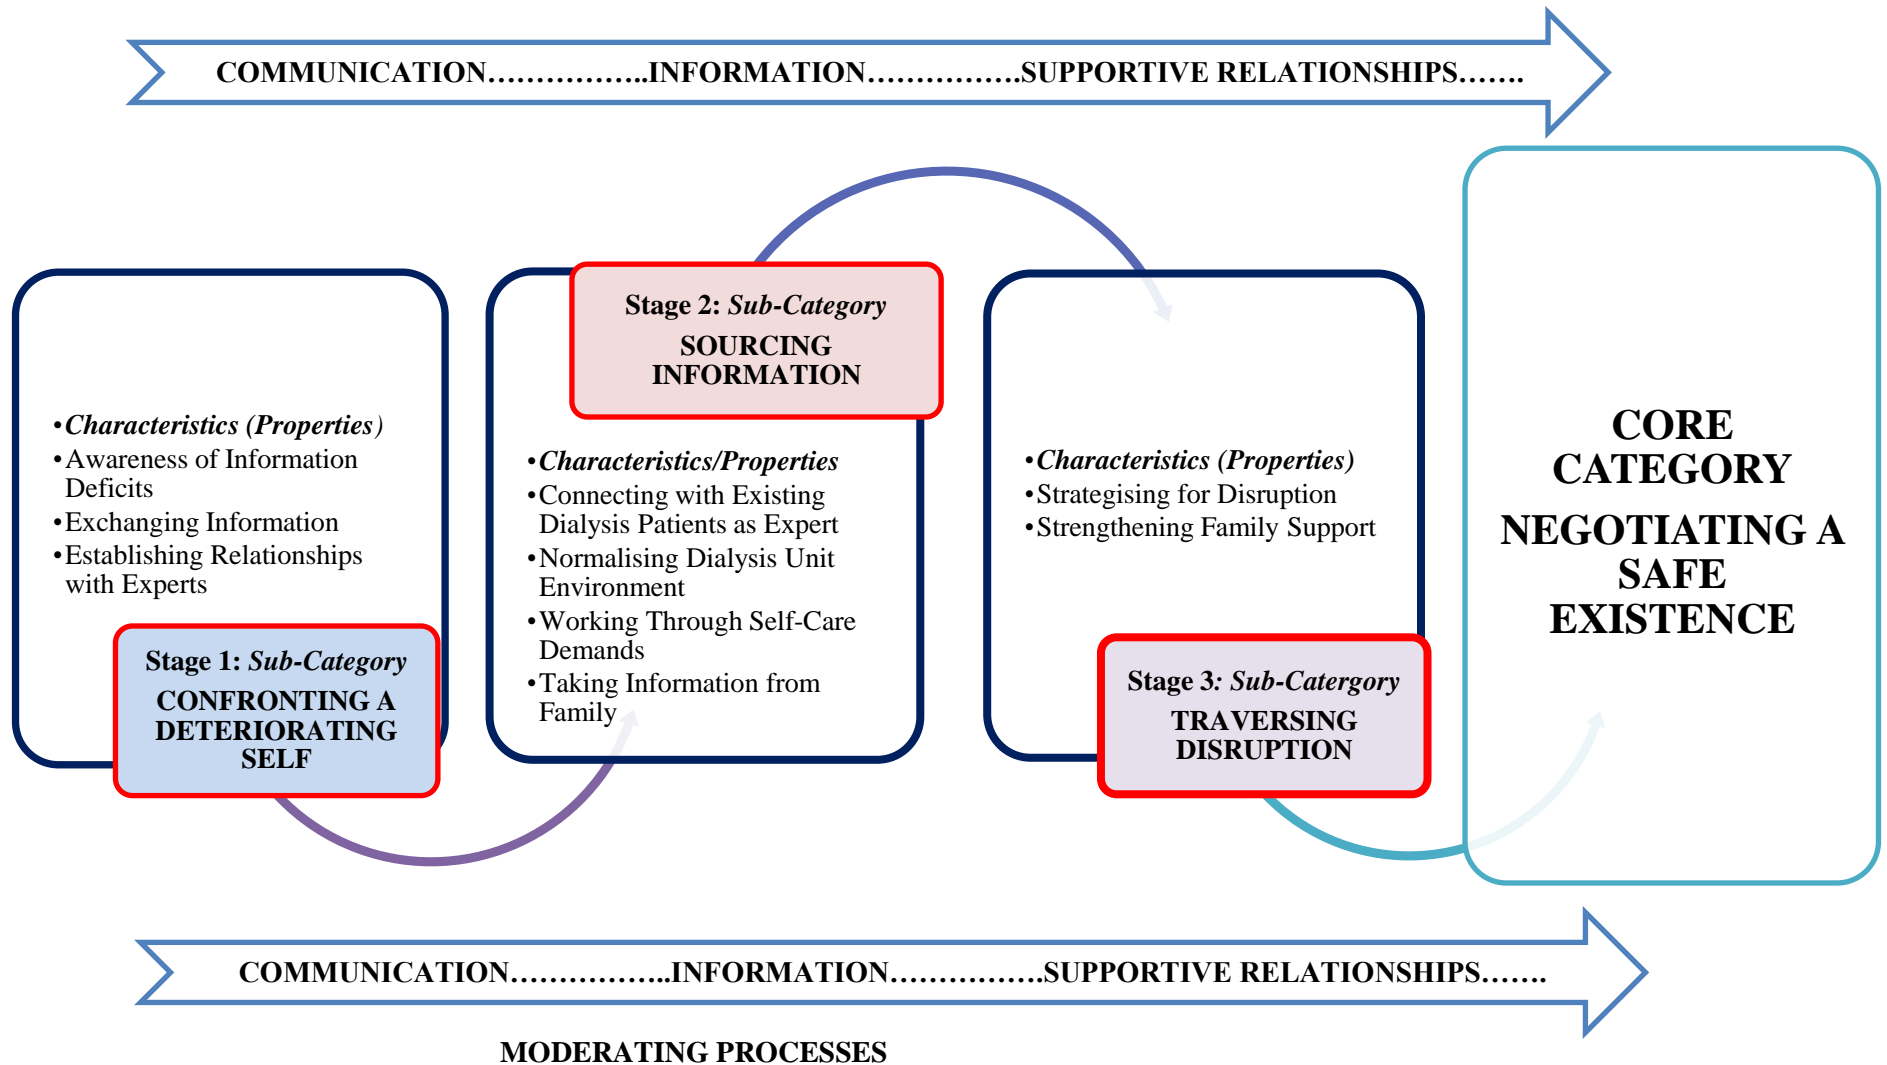 COMMUNICATION……………..INFORMATION…………….SUPPORTIVE RELATIONSHIPS…….
•Characteristics (Properties)
•Awareness of Information
Deficits
•Exchanging Information
•Establishing Relationships
with Experts
Stage 1: Sub-Category
CONFRONTING A
DETERIORATING
SELF
Stage 2: Sub-Category
SOURCING
INFORMATION
•Characteristics/Properties
•Connecting with Existing
Dialysis Patients as Expert
•Normalising Dialysis Unit
Environment
•Working Through Self-Care
Demands
•Taking Information from
Family
•Characteristics (Properties)
•Strategising for Disruption
•Strengthening Family Support
Stage 3: Sub-Catergory
TRAVERSING
DISRUPTION
CORE
CATEGORY
NEGOTIATING A
SAFE
EXISTENCE
COMMUNICATION……………..INFORMATION…………….SUPPORTIVE RELATIONSHIPS…….
MODERATING PROCESSES